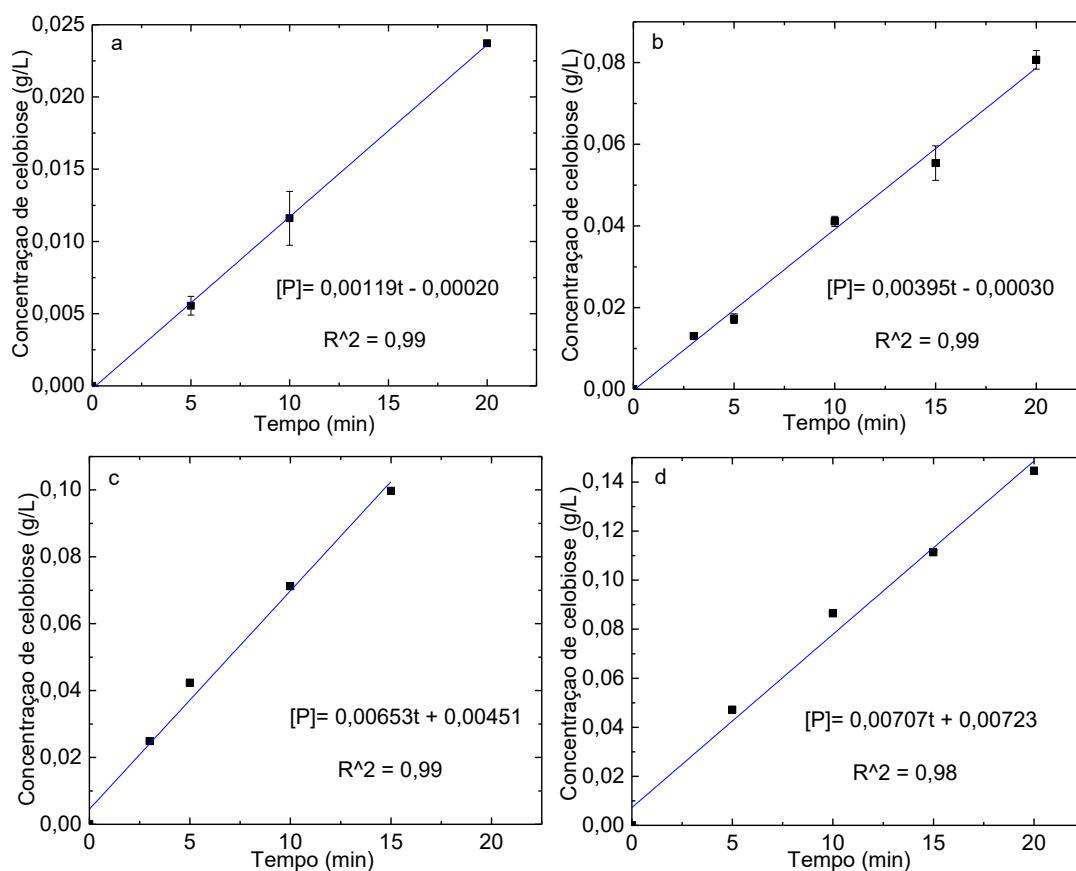 a
Concentraçao de celobiose (g/L)
0,025
0,020
0,015
0,010
0,005
0,000
[P]= 0,00119t - 0,00020
R^2 = 0,99
0 5 10 15 20
Tempo (min)
b
Concentraçao de celobiose (g/L)
0,08
0,06
0,04
0,02
0,00
[P]= 0,00395t - 0,00030
R^2 = 0,99
0 5 10 15 20
Tempo (min)
c
Concentraçao de celobiose (g/L)
0,10
0,08
0,06
0,04
0,02
0,00
[P]= 0,00653t + 0,00451
R^2 = 0,99
0 5 10 15 20
Tempo (min)
d
Concentraçao de celobiose (g/L)
0,14
0,12
0,10
0,08
0,06
0,04
0,02
0,00
[P]= 0,00707t + 0,00723
R^2 = 0,98
0 5 10 15 20
Tempo (min)